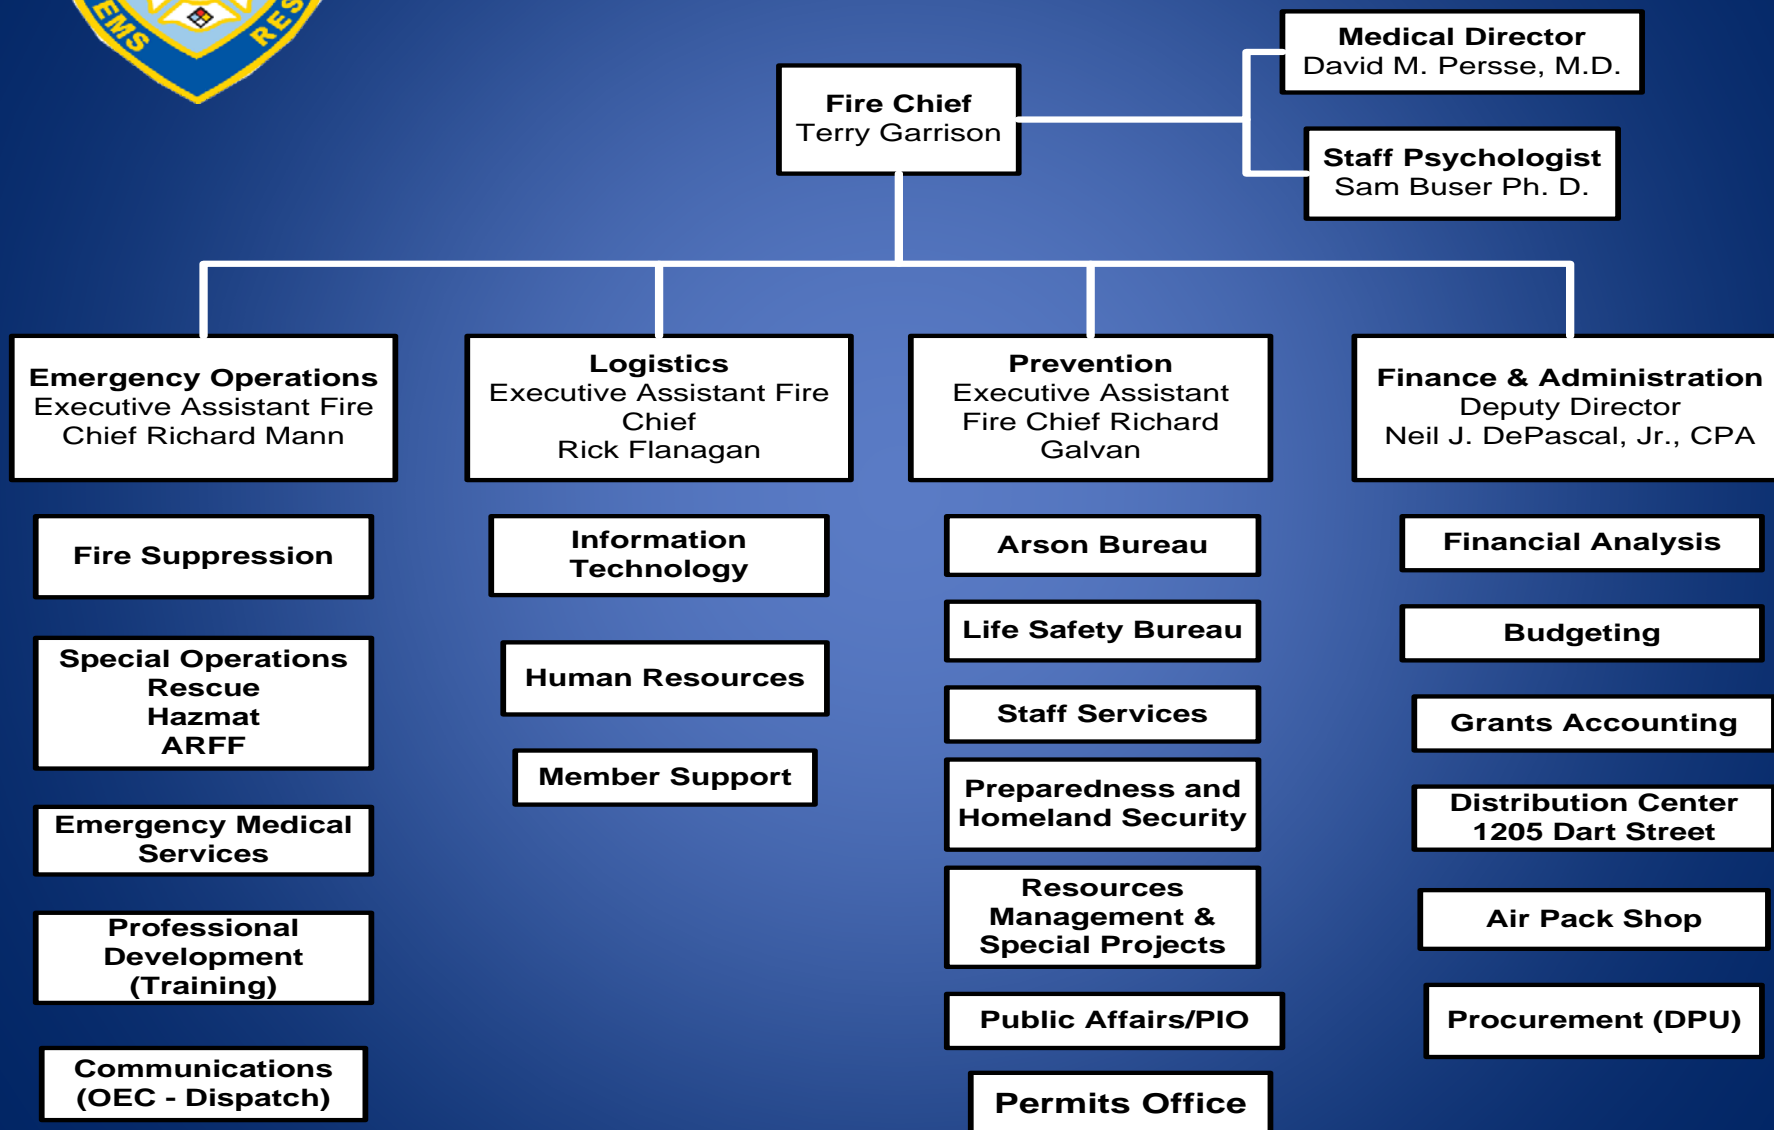 EMS
RES
Medical Director
David M. Persse, M.D.
Fire Chief
Terry Garrison
Staff Psychologist
Sam Buser Ph. D.
Emergency Operations
Executive Assistant Fire
Chief Richard Mann
Logistics
Executive Assistant Fire
Chief
Rick Flanagan
Prevention
Executive Assistant
Fire Chief Richard
Galvan
Finance & Administration
Deputy Director
Neil J. DePascal, Jr., CPA
Fire Suppression
Special Operations
Rescue
Hazmat
ARFF
Emergency Medical
Services
Professional
Development
(Training)
Communications
(OEC - Dispatch)
Information
Technology
Human Resources
Member Support
Arson Bureau
Life Safety Bureau
Staff Services
Preparedness and
Homeland Security
Resources
Management &
Special Projects
Public Affairs/PIO
Permits Office
Financial Analysis
Budgeting
Grants Accounting
Distribution Center
1205 Dart Street
Air Pack Shop
Procurement (DPU)